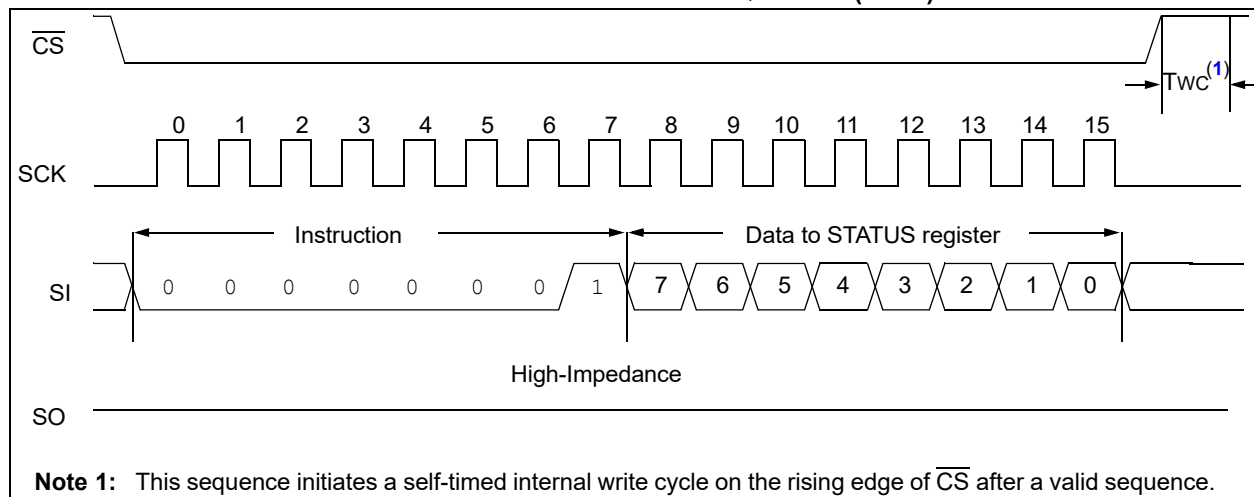 CS
TWC(1)
0 1 2 3 4 5 6 7 8 9 10 11 12 13 14 15
SCK
Instruction Data to STATUS register
SI 0 0 0 0 0 0 0 1 7 6 5 4 3 2 1 0
High-Impedance
SO
Note 1: This sequence initiates a self-timed internal write cycle on the rising edge of CS after a valid sequence.